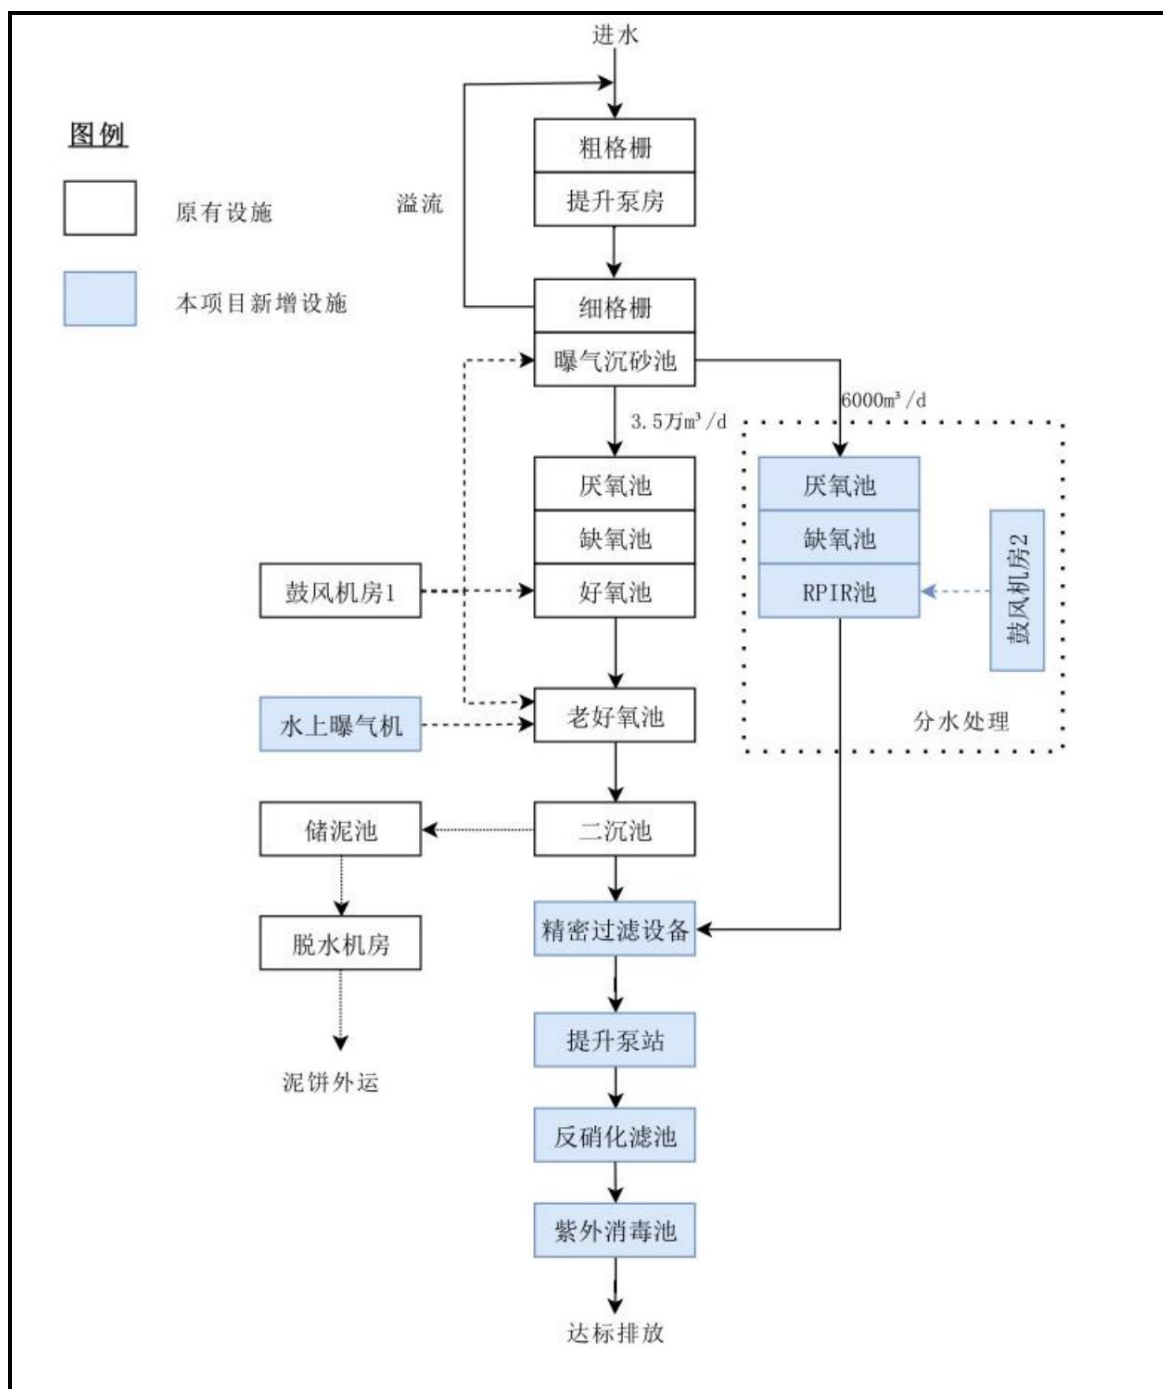 进水
图例
粗格栅
提升泵房
原有设施
溢流
本项目新增设施
细格栅
曝气沉砂池
3.5万m³/d
6000m³/d
厌氧池
缺氧池
好氧池
厌氧池
缺氧池
RPIR池
鼓风机房2
鼓风机房1
分水处理
水上曝气机
老好氧池
储泥池
二沉池
脱水机房
精密过滤设备
提升泵站
泥饼外运
反硝化滤池
紫外消毒池
达标排放